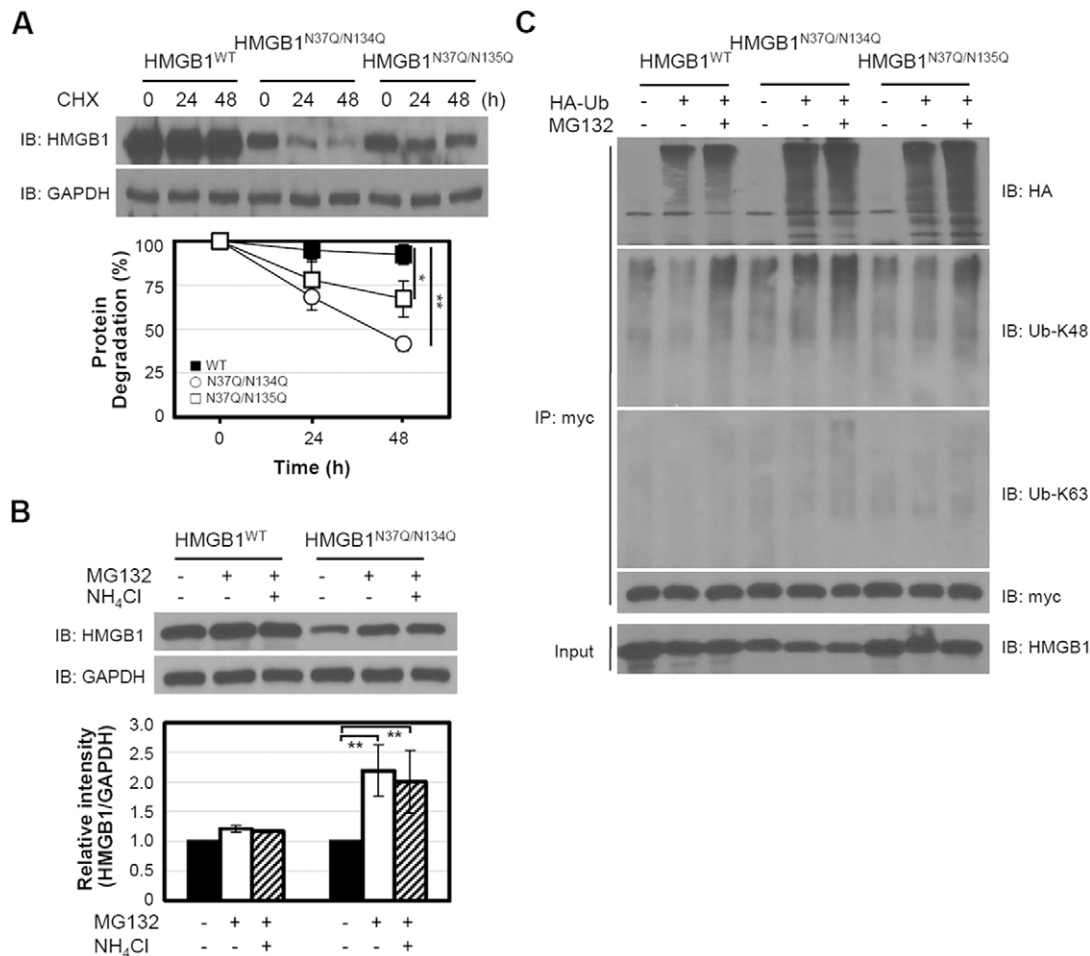 A
HMGB1WT HMGB1N37Q/N134Q HMGB1N37Q/N135Q
CHX 0 24 48 0 24 48 0 24 48 (h)
IB: HMGB1
IB: GAPDH
Protein Degradation (%)
100
75
50
25
0
*
**
WT
N37Q/N134Q
N37Q/N135Q
0 24 48
Time (h)
B
HMGB1WT HMGB1N37Q/N134Q
MG132 - + + - + +
NH4Cl - - + - - +
IB: HMGB1
IB: GAPDH
Relative intensity
(HMGB1/GAPDH)
3.0
2.5
2.0
1.5
1.0
0.5
0
** **
MG132 - + + - + +
NH4Cl - - + - - +
C
HMGB1WT HMGB1N37Q/N134Q HMGB1N37Q/N135Q
HA-Ub - + + - + + - + +
MG132 - - + - - + - - +
IB: HA
IB: Ub-K48
IP: myc
IB: Ub-K63
IB: myc
Input
IB: HMGB1